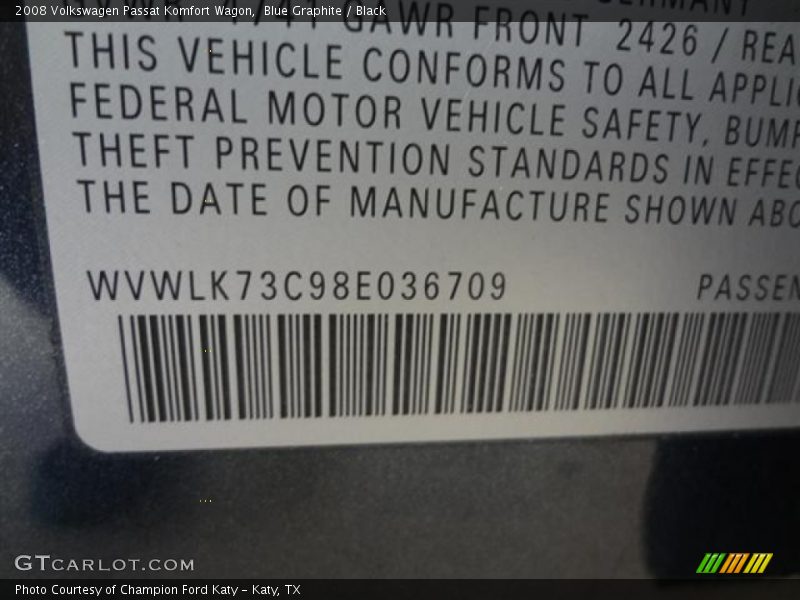 2008 Volkswagen Passat Komfort Wagon, Blue Graphite / Black
GAWR FRONT 2426 / REA
THIS VEHICLE CONFORMS TO ALL APPLI
FEDERAL MOTOR VEHICLE SAFETY, BUMP
THEFT PREVENTION STANDARDS IN EFFE
THE DATE OF MANUFACTURE SHOWN ABO
WVWLK73C98E036709 PASSEN
GTCARLOT.COM
Photo Courtesy of Champion Ford Katy – Katy, TX